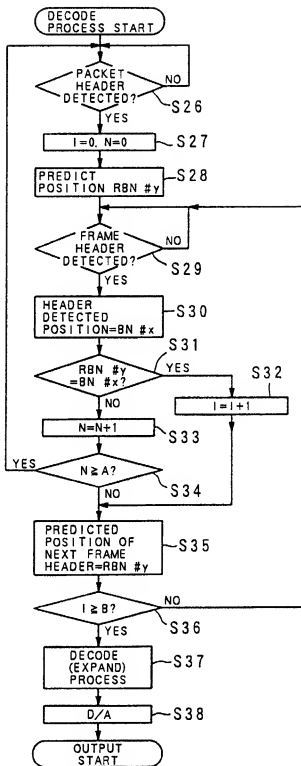 DECODE
PROCESS START
PACKET
HEADER
DETECTED?
NO
S26
YES
I=0, N=0
S27
PREDICT
POSITION RBN #y
S28
FRAME
HEADER
DETECTED?
NO
S29
YES
HEADER
DETECTED
POSITION=BN #x
S30
S31
RBN #y
=BN #x?
YES
S32
NO
I=I+1
N=N+1
S33
YES
N≥A?
S34
NO
PREDICTED
POSITION OF
NEXT FRAME
HEADER=RBN #y
S35
I≥B?
NO
S36
YES
DECODE
(EXPAND)
PROCESS
S37
D/A
S38
OUTPUT
START